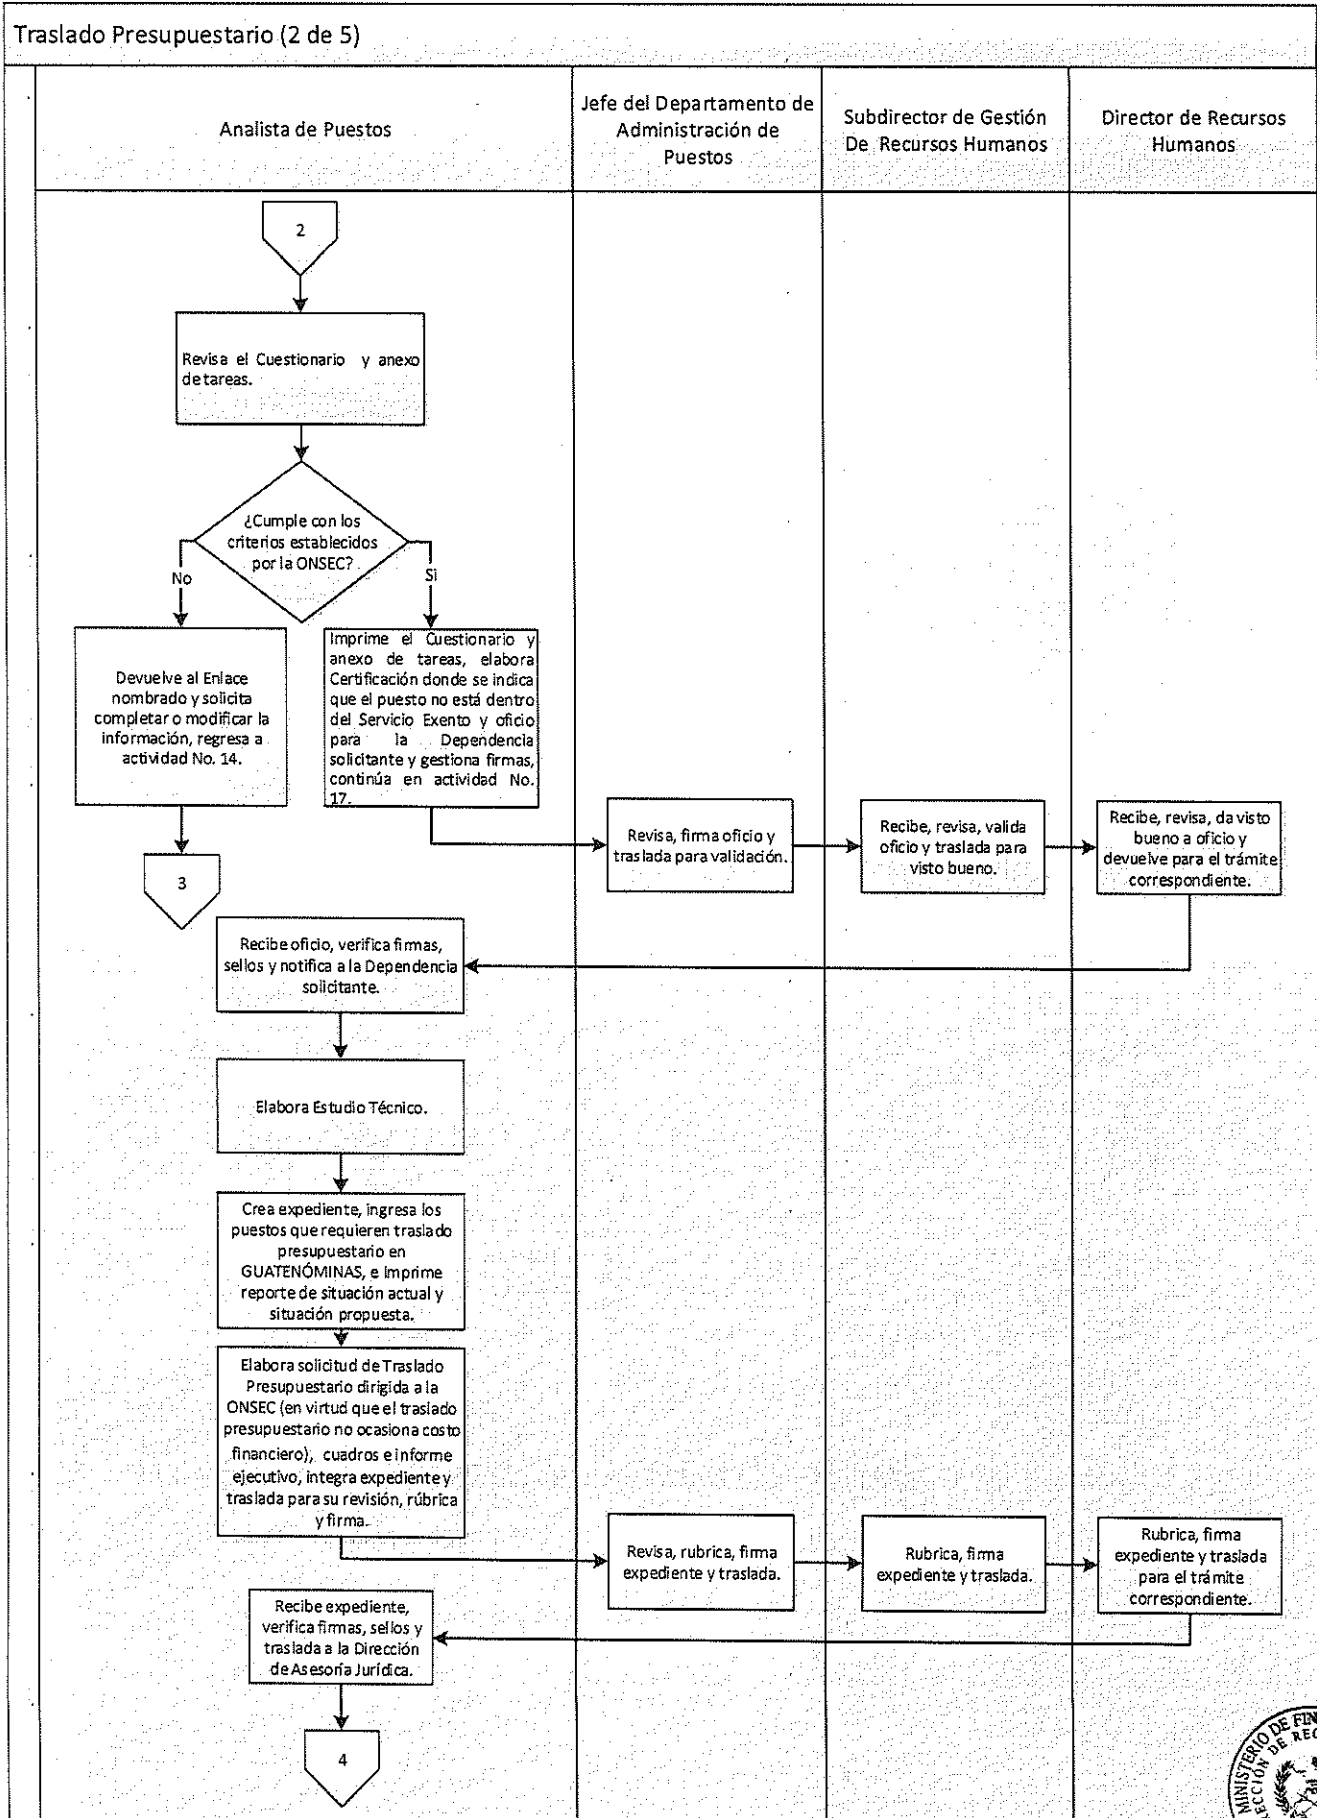 Traslado Presupuestario (2 de 5)
Analista de Puestos
Jefe del Departamento de
Administración de
Puestos
Subdirector de Gestión
De Recursos Humanos
Director de Recursos
Humanos
2
Revisa el Cuestionario y anexo
de tareas.
¿Cumple con los
criterios establecidos
por la ONSEC?
No
Si
Devuelve al Enlace
nombrado y solicita
completar o modificar la
información, regresa a
actividad No. 14.
Imprime el Cuestionario y
anexo de tareas, elabora
Certificación donde se indica
que el puesto no está dentro
del Servicio Exento y oficio
para la Dependencia
solicitante y gestiona firmas,
continúa en actividad No.
17.
Revisa, firma oficio y
traslada para validación.
Recibe, revisa, valida
oficio y traslada para
visto bueno.
Recibe, revisa, da visto
bueno a oficio y
devuelve para el trámite
correspondiente.
3
Recibe oficio, verifica firmas,
sellos y notifica a la Dependencia
solicitante.
Elabora Estudio Técnico.
Crea expediente, ingresa los
puestos que requieren traslado
presupuestario en
GUATENÓMINAS, e imprime
reporte de situación actual y
situación propuesta.
Elabora solicitud de Traslado
Presupuestario dirigida a la
ONSEC (en virtud que el traslado
presupuestario no ocasiona costo
financiero), cuadros e informe
ejecutivo, integra expediente y
traslada para su revisión, rúbrica
y firma.
Revisa, rubrica, firma
expediente y traslada.
Rubrica, firma
expediente y traslada.
Rubrica, firma
expediente y traslada
para el trámite
correspondiente.
Recibe expediente,
verifica firmas, sellos y
traslada a la Dirección
de Asesoría Jurídica.
4
MINISTERIO DE FIN
ECCIÓN DE REC